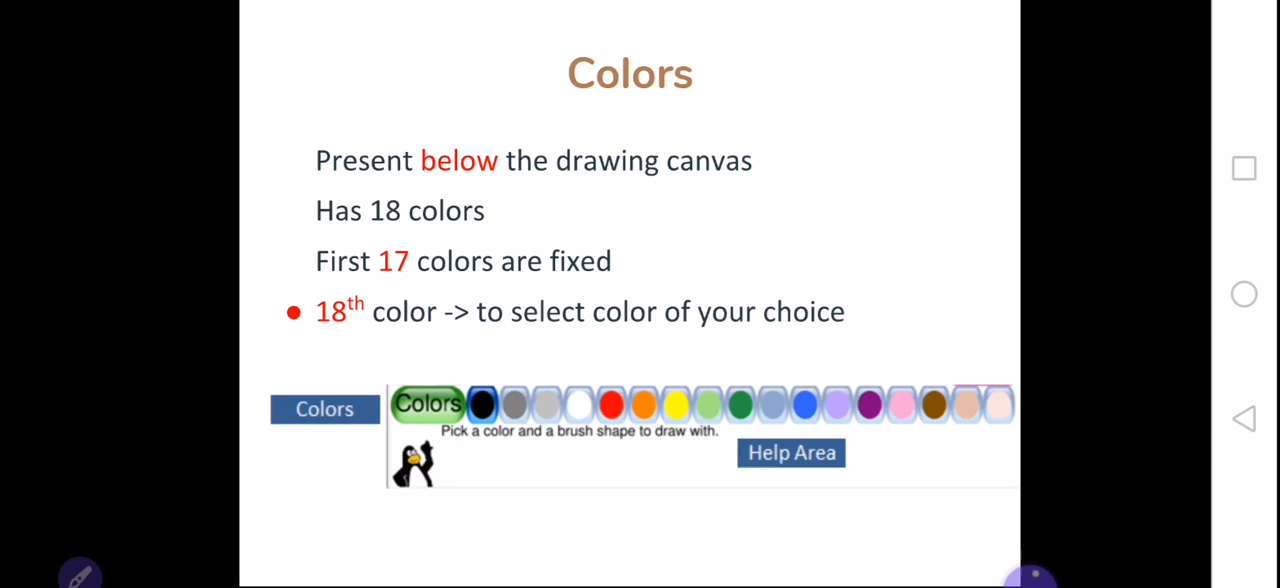 Colors
Present below the drawing canvas
Has 18 colors
First 17 colors are fixed
● 18th color -> to select color of your choice
Colors
Colors
Pick a color and a brush shape to draw with.
Help Area